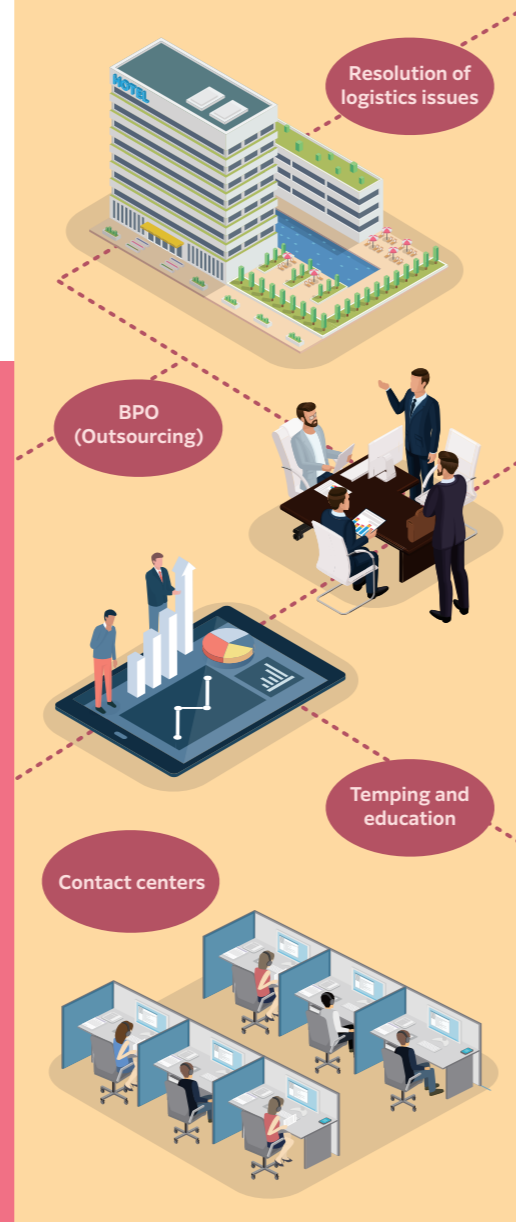 Resolution of
logistics issues
HOTEL
BPO
(Outsourcing)
Temping and
education
Contact centers